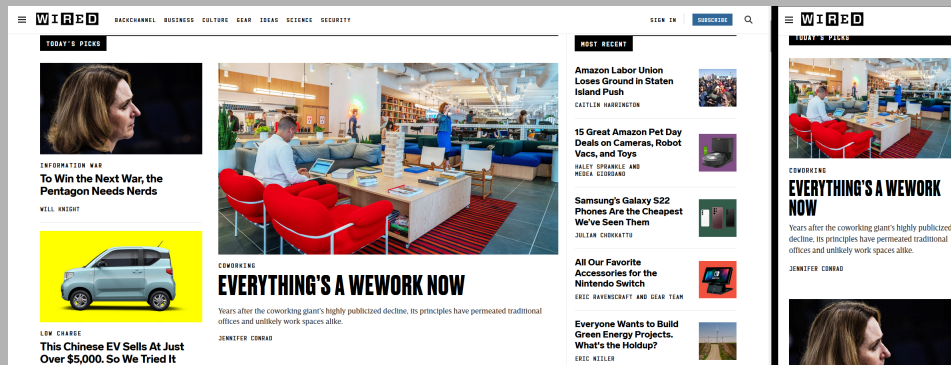 WIRED
BACKCHANNEL BUSINESS CULTURE GEAR IDEAS SCIENCE SECURITY
SIGN IN
SUBSCRIBE
TODAY'S PICKS
INFORMATION WAR
To Win the Next War, the
Pentagon Needs Nerds
WILL KNIGHT
LOW CHARGE
This Chinese EV Sells At Just
Over $5,000. So We Tried It
COWORKING
EVERYTHING'S A WEWORK NOW
Years after the coworking giant's highly publicized decline, its principles have permeated traditional
offices and unlikely work spaces alike.
JENNIFER CONRAD
MOST RECENT
Amazon Labor Union
Loses Ground in Staten
Island Push
CAITLIN HARRINGTON
15 Great Amazon Pet Day
Deals on Cameras, Robot
Vacs, and Toys
HALEY SPRANKLE AND
MEDEA GIORDANO
Samsung's Galaxy S22
Phones Are the Cheapest
We've Seen Them
JULIAN CHOKKATTU
All Our Favorite
Accessories for the
Nintendo Switch
ERIC RAVENSCRAFT AND GEAR TEAM
Everyone Wants to Build
Green Energy Projects.
What's the Holdup?
ERIC NIILER
WIRED
TODAY'S PICKS
COWORKING
EVERYTHING'S A WEWORK
NOW
Years after the coworking giant's highly publicized
decline, its principles have permeated traditional
offices and unlikely work spaces alike.
JENNIFER CONRAD